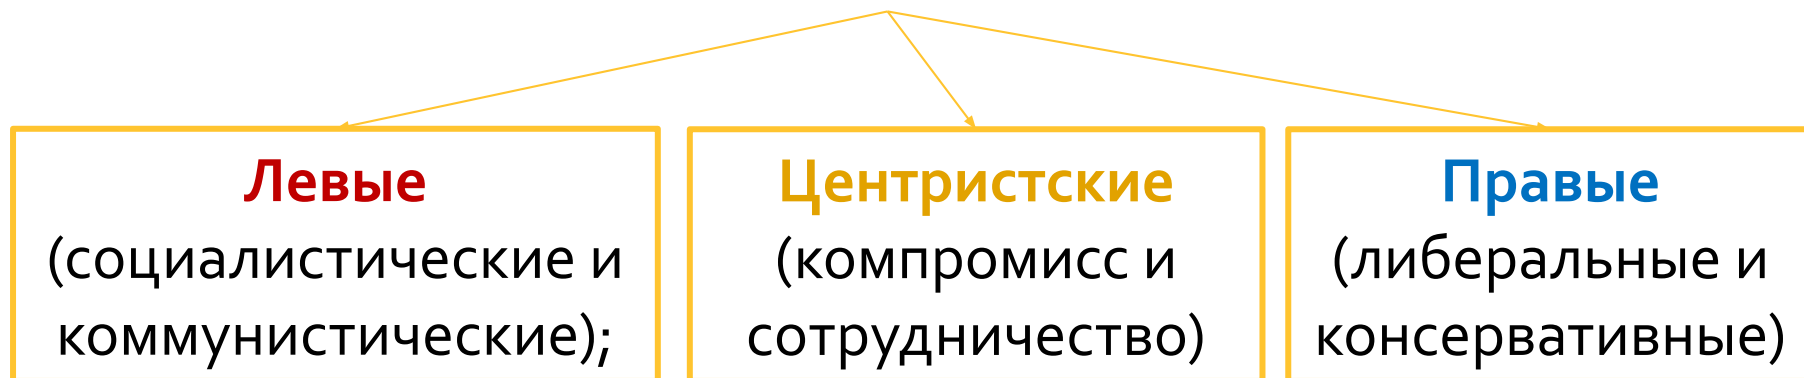 Левые
(социалистические и
коммунистические);
Центристские
(компромисс и
сотрудничество)
Правые
(либеральные и
консервативные)